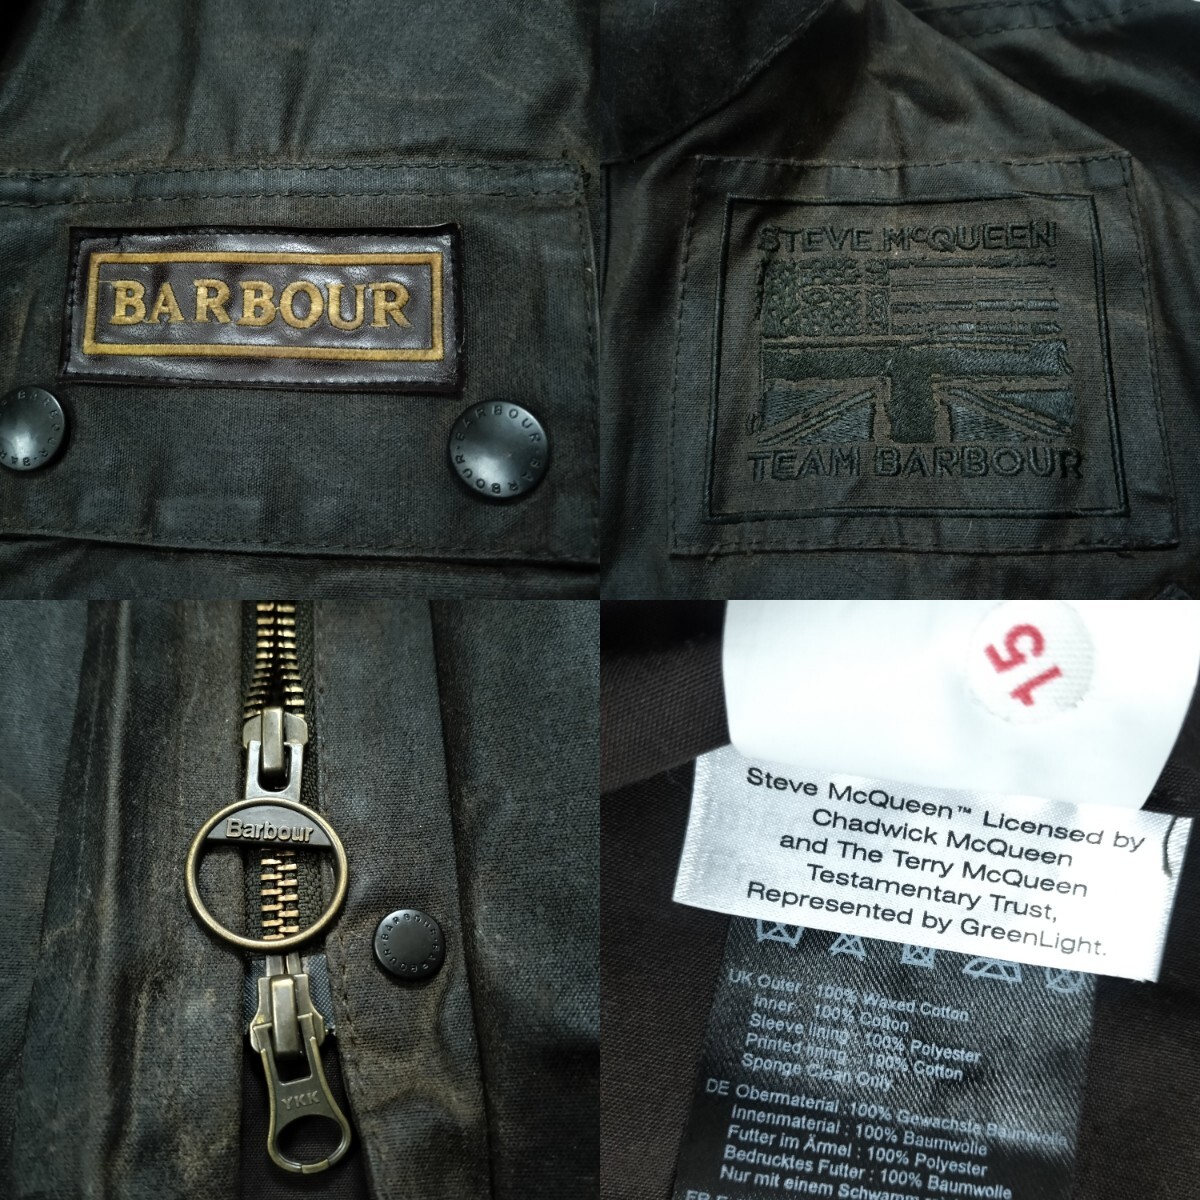 BARBOUR
BARBOUR
BARBOUR · BARBOUR
STEVE McQUEEN
TEAM BARBOUR
Barbour
BARBOUR
YKK
15
Steve McQueen™ Licensed by
Chadwick McQueen
and The Terry McQueen
Testamentary Trust,
Represented by GreenLight.
UK Outer : 100% Waxed Cotton
Inner : 100% Cotton
Sleeve lining : 100% Polyester
Printed lining : 100% Cotton
Sponge Clean Only
DE Obermaterial :100% Gewachste Baumwolle
Innenmaterial : 100% Baumwolle
Futter im Ärmel : 100% Polyester
Bedrucktes Futter : 100% Baumwolle
Nur mit einem Schwamm